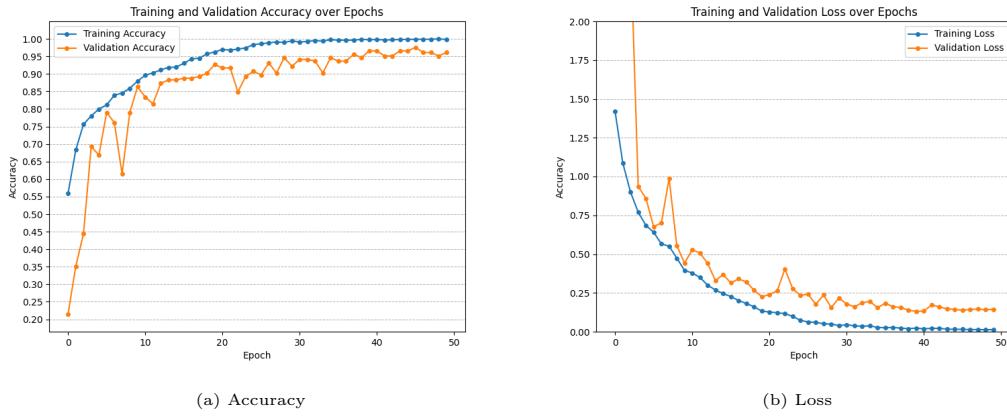 Training and Validation Accuracy over Epochs
Training Accuracy
Validation Accuracy
1.00
0.95
0.90
0.85
0.80
0.75
0.70
0.65
0.60
0.55
0.50
0.45
0.40
0.35
0.30
0.25
0.20
Accuracy
0 10 20 30 40 50
Epoch
(a) Accuracy
Training and Validation Loss over Epochs
Training Loss
Validation Loss
2.00
1.75
1.50
1.25
1.00
0.75
0.50
0.25
0.00
Accuracy
0 10 20 30 40 50
Epoch
(b) Loss